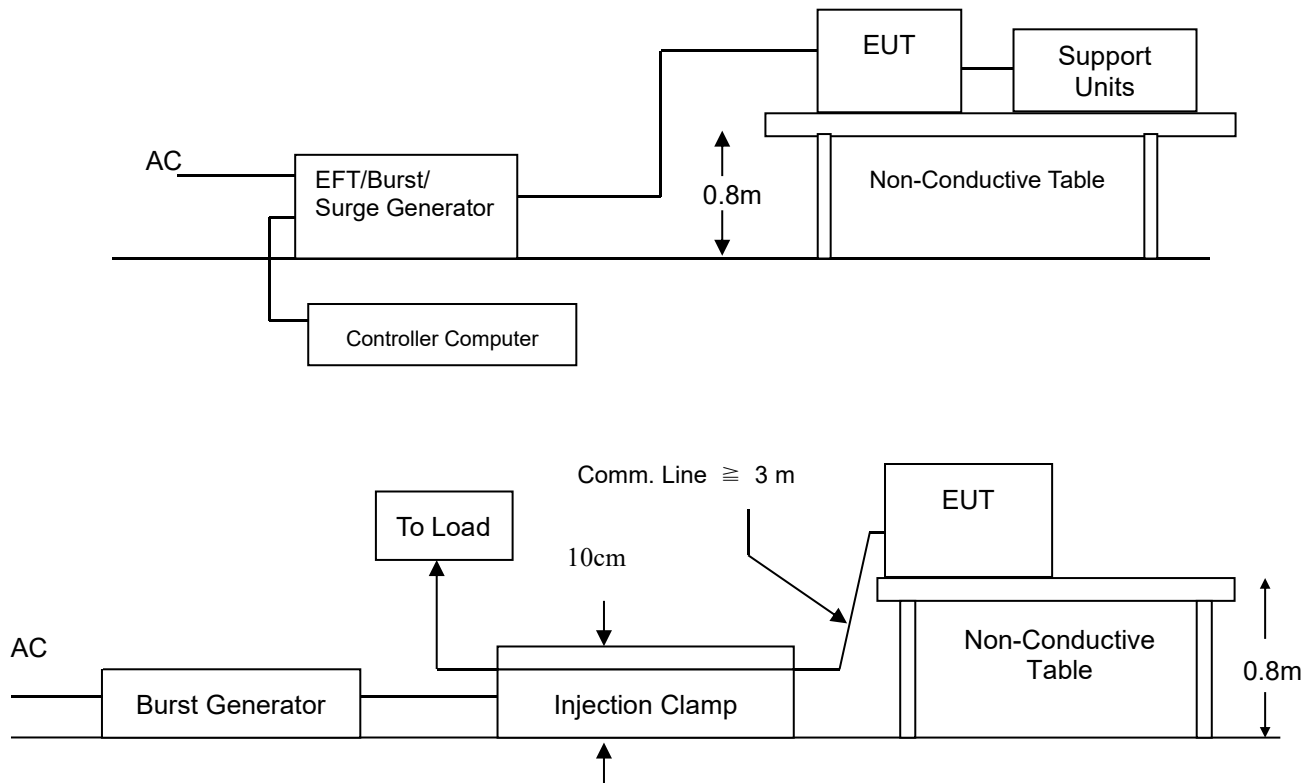 EUT
Support
Units
AC
EFT/Burst/
Surge Generator
0.8m
Non-Conductive Table
Controller Computer
Comm. Line ≧ 3 m
EUT
To Load
10cm
AC
Non-Conductive
Table
0.8m
Burst Generator
Injection Clamp